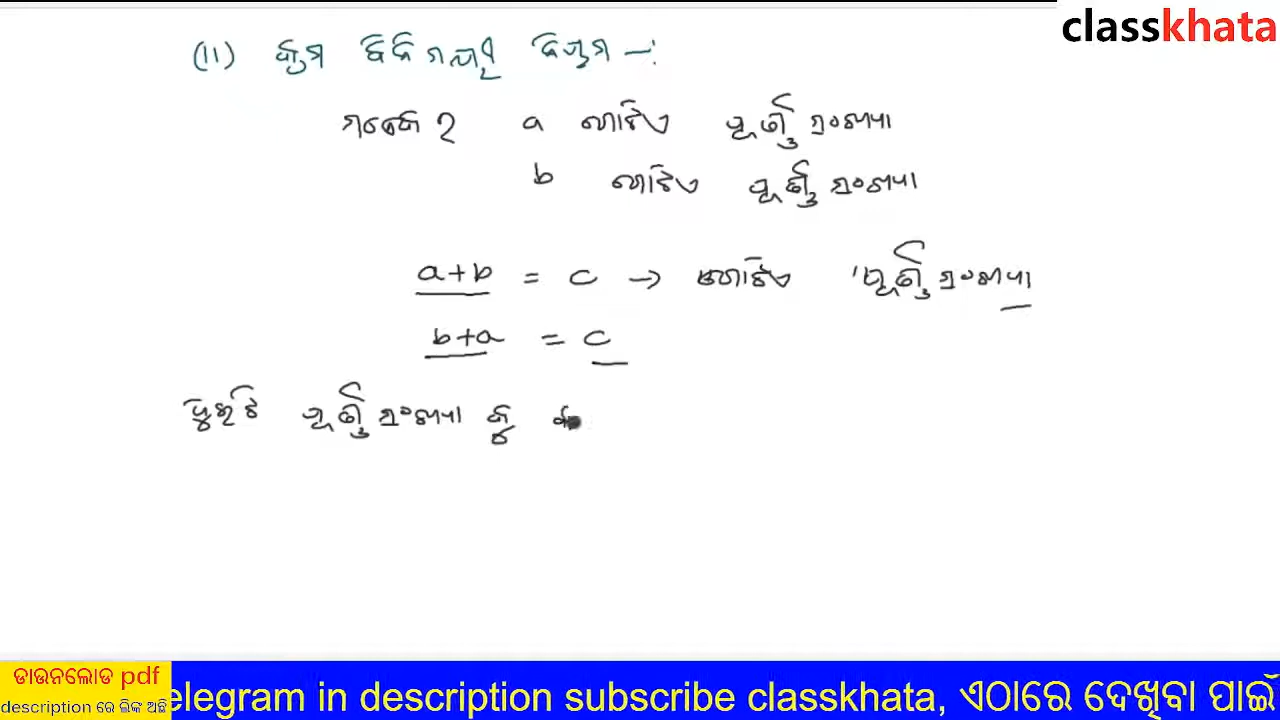 classkhata
(ii) କ୍ରମ ବିନିମୟୀ ନିୟମ -:
ମନେକର a ଗୋଟିଏ ପୂର୍ଣ୍ଣ ସଂଖ୍ୟା
b ଗୋଟିଏ ପୂର୍ଣ୍ଣ ସଂଖ୍ୟା
a+b = c → ଗୋଟିଏ ପୂର୍ଣ୍ଣ ସଂଖ୍ୟା
b+a = c
ଦୁଇଟି ପୂର୍ଣ୍ଣ ସଂଖ୍ୟା କୁ
ଡାଉନଲୋଡ pdf
description ରେ ଲିଙ୍କ ଅଛି
elegram in description subscribe classkhata, ଏଠାରେ ଦେଖିବା ପାଇଁ